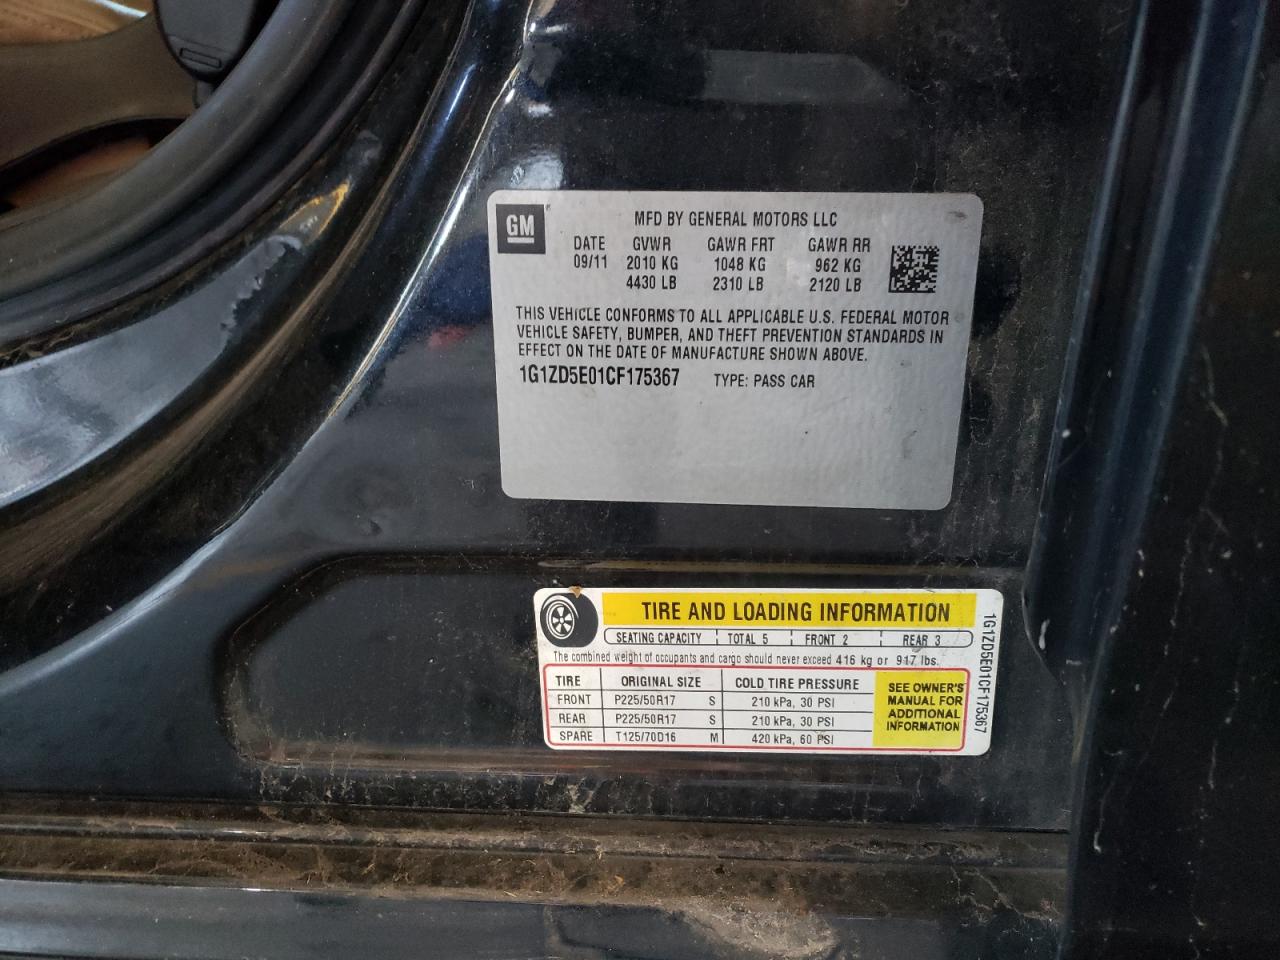 GM
MFD BY GENERAL MOTORS LLC
DATE GVWR GAWR FRT GAWR RR
09/11 2010 KG 1048 KG 962 KG
4430 LB 2310 LB 2120 LB
THIS VEHICLE CONFORMS TO ALL APPLICABLE U.S. FEDERAL MOTOR
VEHICLE SAFETY, BUMPER, AND THEFT PREVENTION STANDARDS IN
EFFECT ON THE DATE OF MANUFACTURE SHOWN ABOVE.
1G1ZD5E01CF175367 TYPE: PASS CAR
TIRE AND LOADING INFORMATION
SEATING CAPACITY TOTAL 5 FRONT 2 REAR 3
The combined weight of occupants and cargo should never exceed 416 kg or 917 lbs.
TIRE ORIGINAL SIZE COLD TIRE PRESSURE
FRONT P225/50R17 S 210 kPa, 30 PSI
REAR P225/50R17 S 210 kPa, 30 PSI
SPARE T125/70D16 M 420 kPa, 60 PSI
SEE OWNER'S
MANUAL FOR
ADDITIONAL
INFORMATION
1G1ZD5E01CF175367